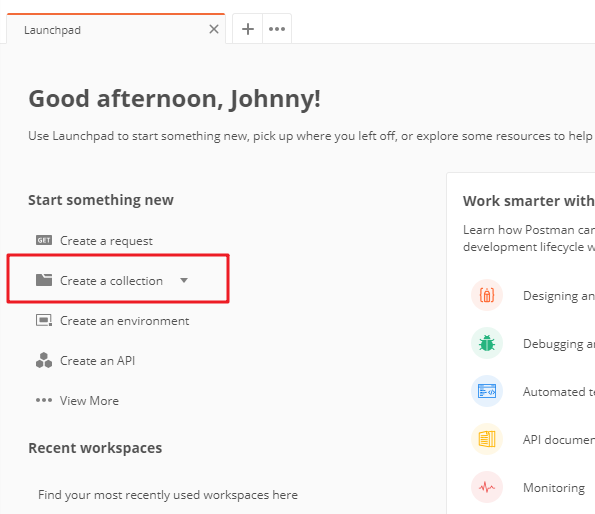 Launchpad
Good afternoon, Johnny!
Use Launchpad to start something new, pick up where you left off, or explore some resources to help
Start something new
GET Create a request
Create a collection
Create an environment
Create an API
View More
Recent workspaces
Find your most recently used workspaces here
Work smarter with
Learn how Postman can
development lifecycle w
Designing an
Debugging a
Automated te
API documen
Monitoring